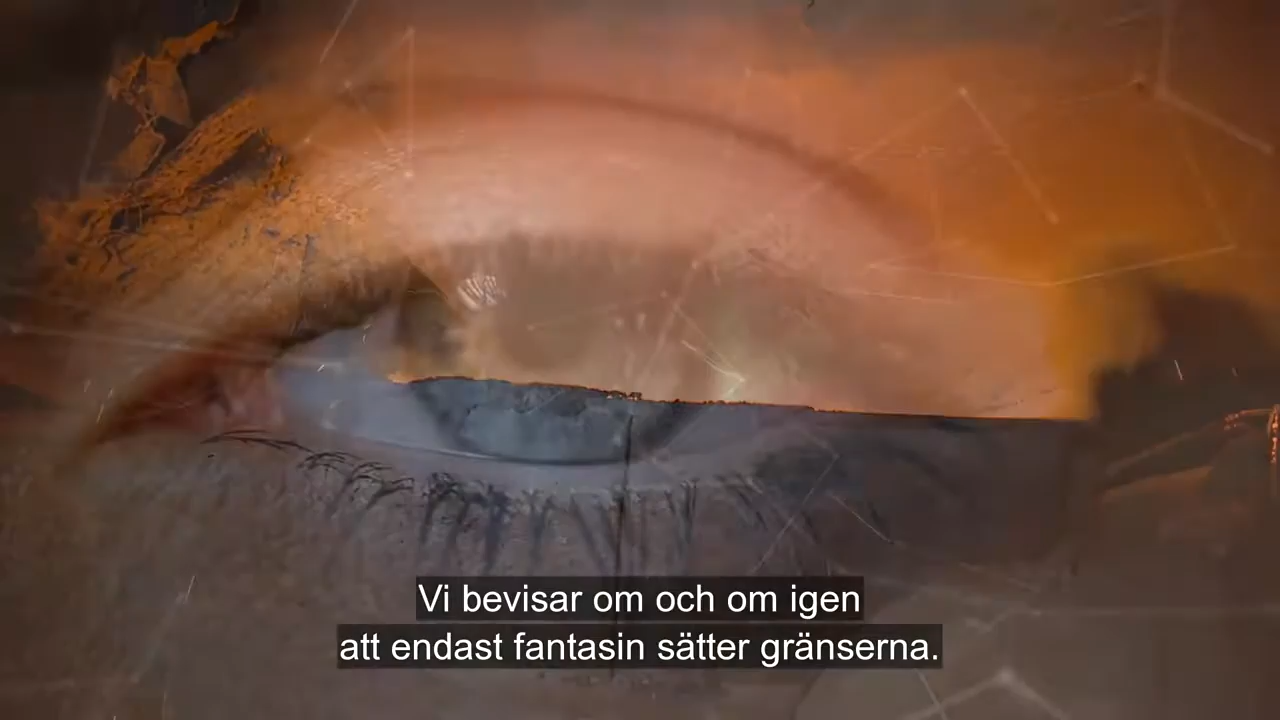 Vi bevisar om och om igen
att endast fantasin sätter gränserna.